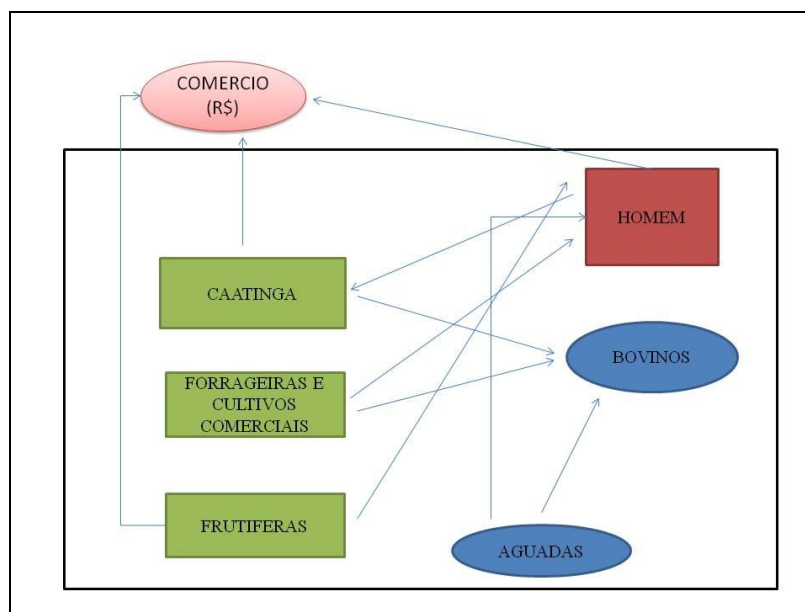 COMERCIO
(R$)
HOMEM
CAATINGA
BOVINOS
FORRAGEIRAS E
CULTIVOS
COMERCIAIS
FRUTIFERAS
AGUADAS